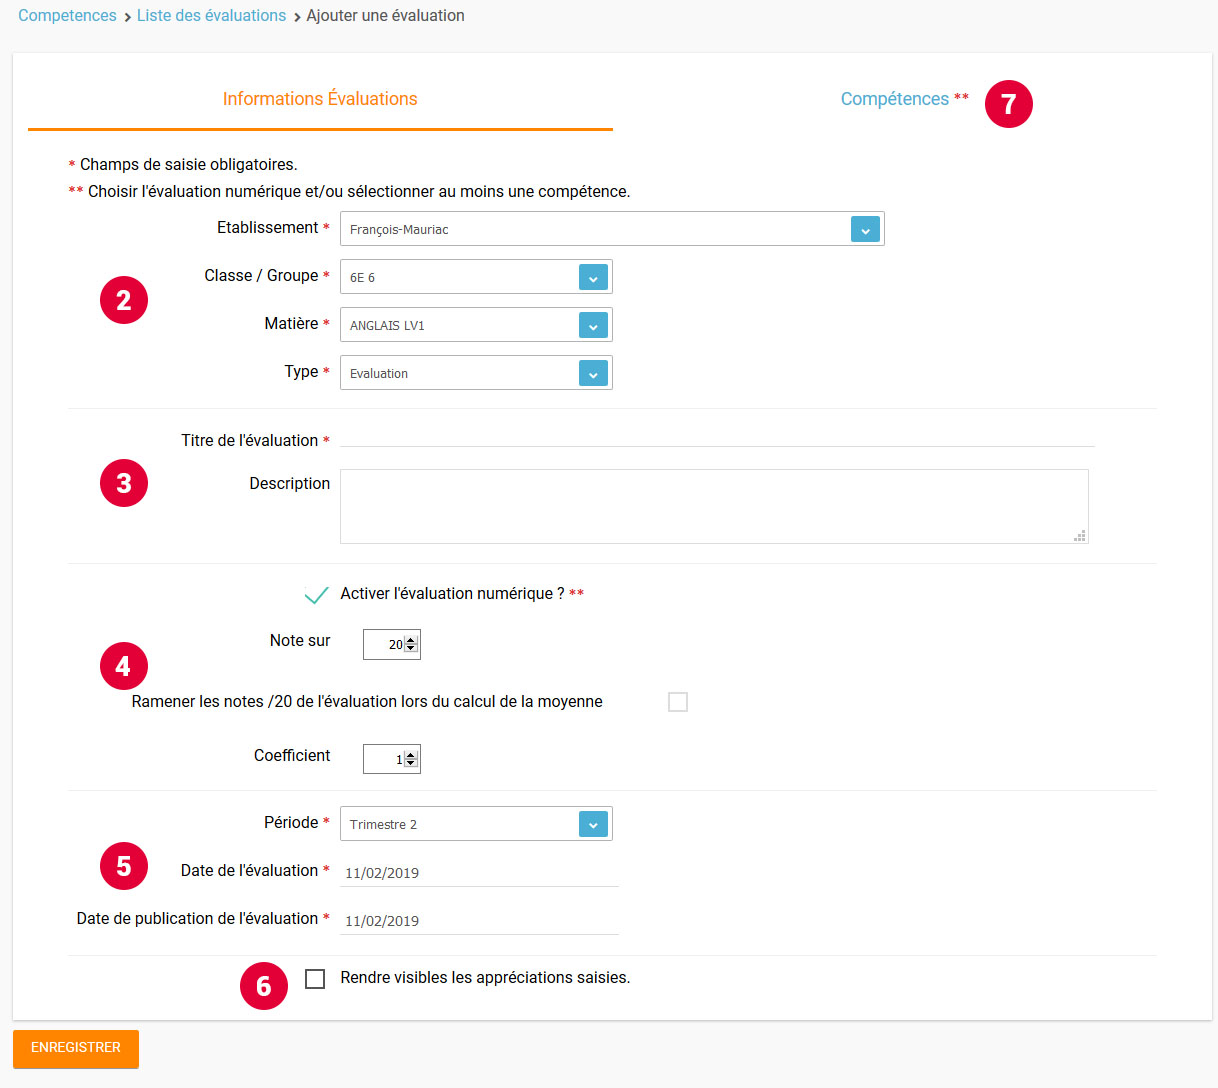 Competences > Liste des évaluations > Ajouter une évaluation
Informations Évaluations
Compétences ** 7
* Champs de saisie obligatoires.
** Choisir l'évaluation numérique et/ou sélectionner au moins une compétence.
Etablissement * François-Mauriac
Classe / Groupe * 6E 6
2
Matière * ANGLAIS LV1
Type * Evaluation
Titre de l'évaluation *
3
Description
Activer l'évaluation numérique ? **
Note sur 20
4
Ramener les notes /20 de l'évaluation lors du calcul de la moyenne
Coefficient 1
Période * Trimestre 2
5
Date de l'évaluation * 11/02/2019
Date de publication de l'évaluation * 11/02/2019
6 Rendre visibles les appréciations saisies.
ENREGISTRER